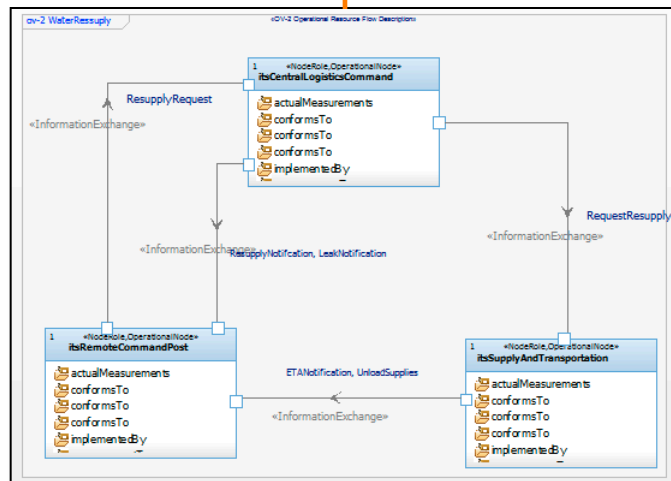 ov-2 WaterRessuply
«OV-2 Operational Resource Flow Description»
1 «NodeRole,OperationalNode»
itsCentralLogisticsCommand
actualMeasurements
conformsTo
conformsTo
conformsTo
implementedBy
ResupplyRequest
«InformationExchange»
RequestResupply
«InformationExchange»
«InformationExchange»
ResupplyNotifcation, LeakNotification
1 «NodeRole,OperationalNode»
itsRemoteCommandPost
actualMeasurements
conformsTo
conformsTo
conformsTo
implementedBy
ETANotification, UnloadSupplies
«InformationExchange»
1 «NodeRole,OperationalNode»
itsSupplyAndTransportation
actualMeasurements
conformsTo
conformsTo
conformsTo
implementedBy